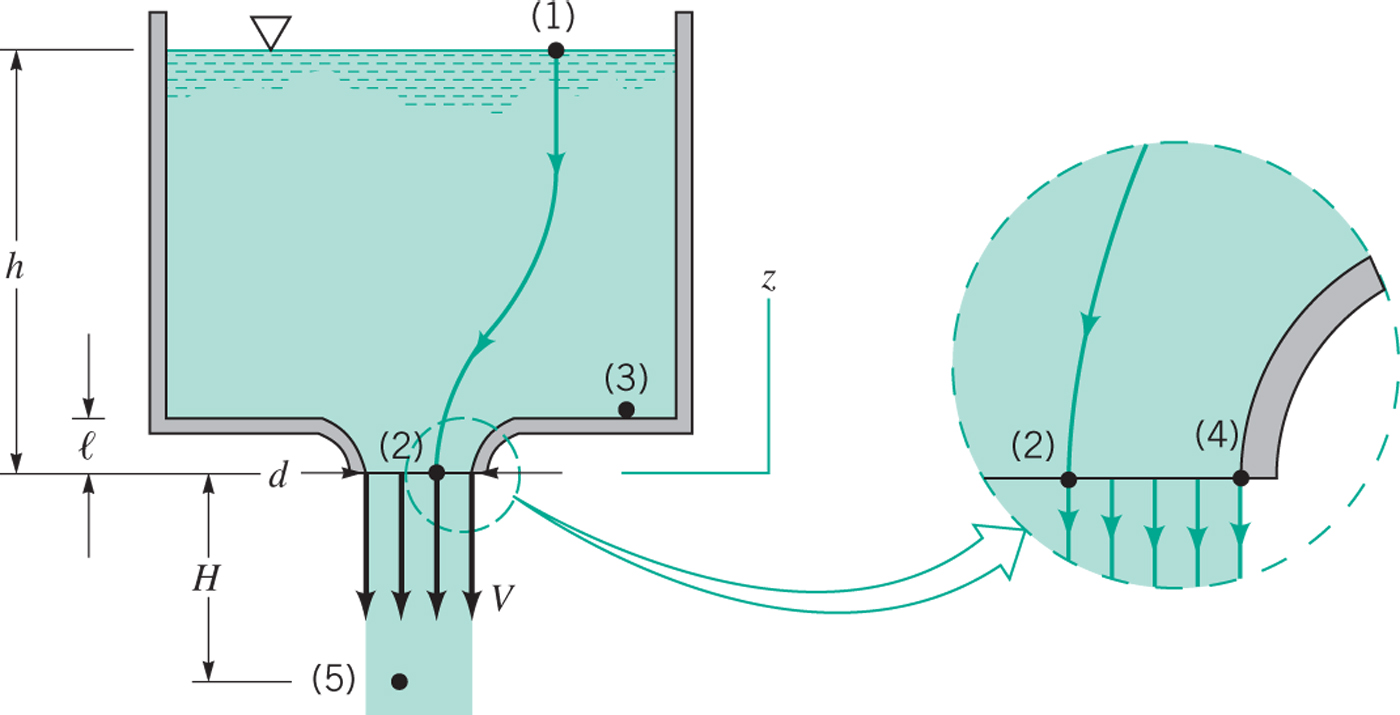 (1)
h
z
(3)
ℓ
(2)
d
(2)
(4)
H
V
(5)